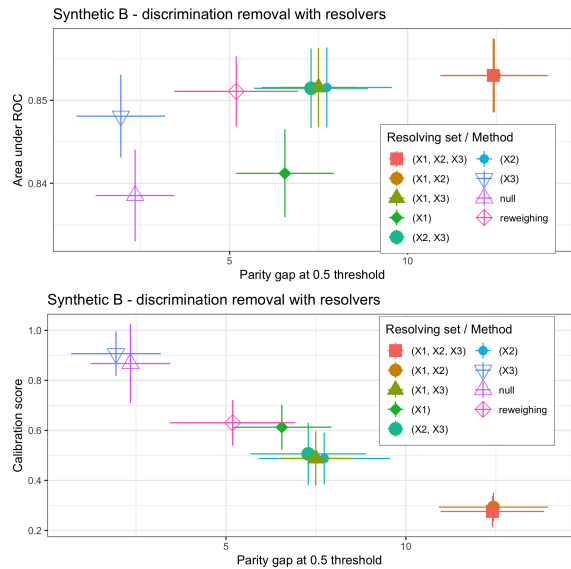 Synthetic B - discrimination removal with resolvers
Area under ROC
0.85
0.84
Resolving set / Method
(X1, X2, X3)
(X2)
(X1, X2)
(X3)
(X1, X3)
null
(X1)
reweighing
(X2, X3)
5
10
Parity gap at 0.5 threshold
Synthetic B - discrimination removal with resolvers
Calibration score
1.0
0.8
0.6
0.4
0.2
Resolving set / Method
(X1, X2, X3)
(X2)
(X1, X2)
(X3)
(X1, X3)
null
(X1)
reweighing
(X2, X3)
5
10
Parity gap at 0.5 threshold